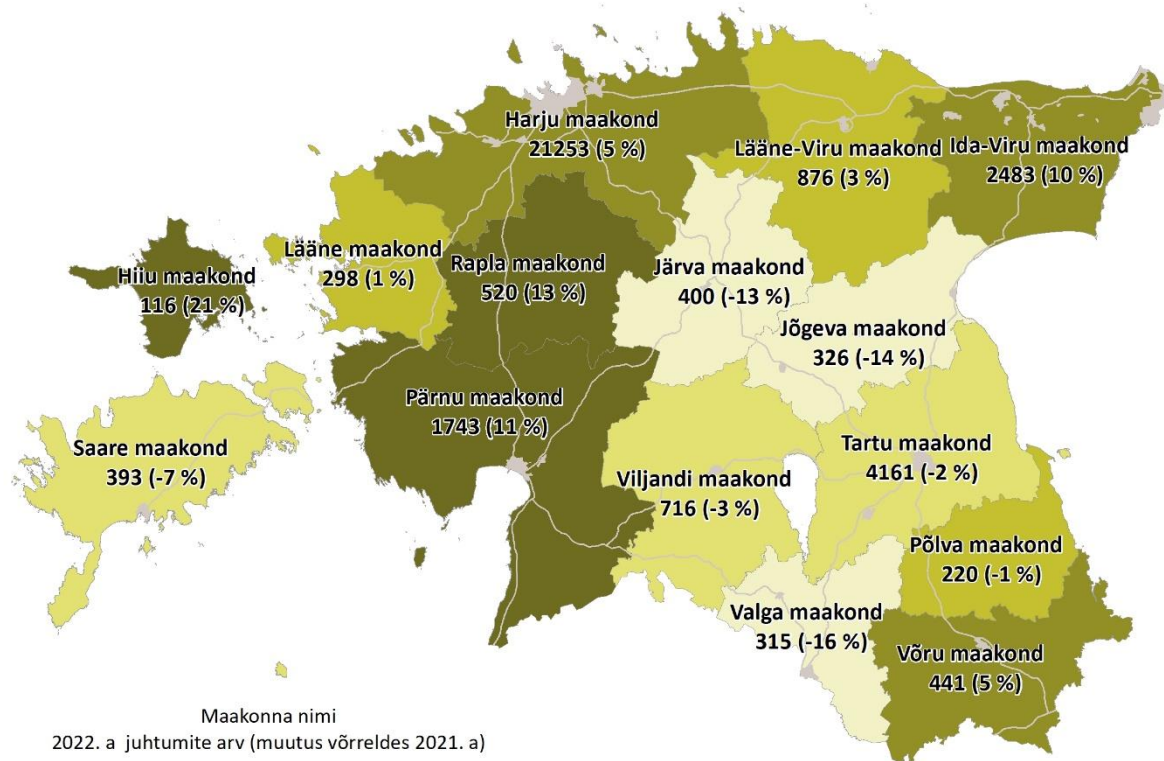 Harju maakond
21253 (5 %)
Lääne-Viru maakond
876 (3 %)
Ida-Viru maakond
2483 (10 %)
Hiiu maakond
116 (21 %)
Lääne maakond
298 (1 %)
Rapla maakond
520 (13 %)
Järva maakond
400 (-13 %)
Jõgeva maakond
326 (-14 %)
Saare maakond
393 (-7 %)
Pärnu maakond
1743 (11 %)
Viljandi maakond
716 (-3 %)
Tartu maakond
4161 (-2 %)
Põlva maakond
220 (-1 %)
Valga maakond
315 (-16 %)
Võru maakond
441 (5 %)
Maakonna nimi
2022. a juhtumite arv (muutus võrreldes 2021. a)